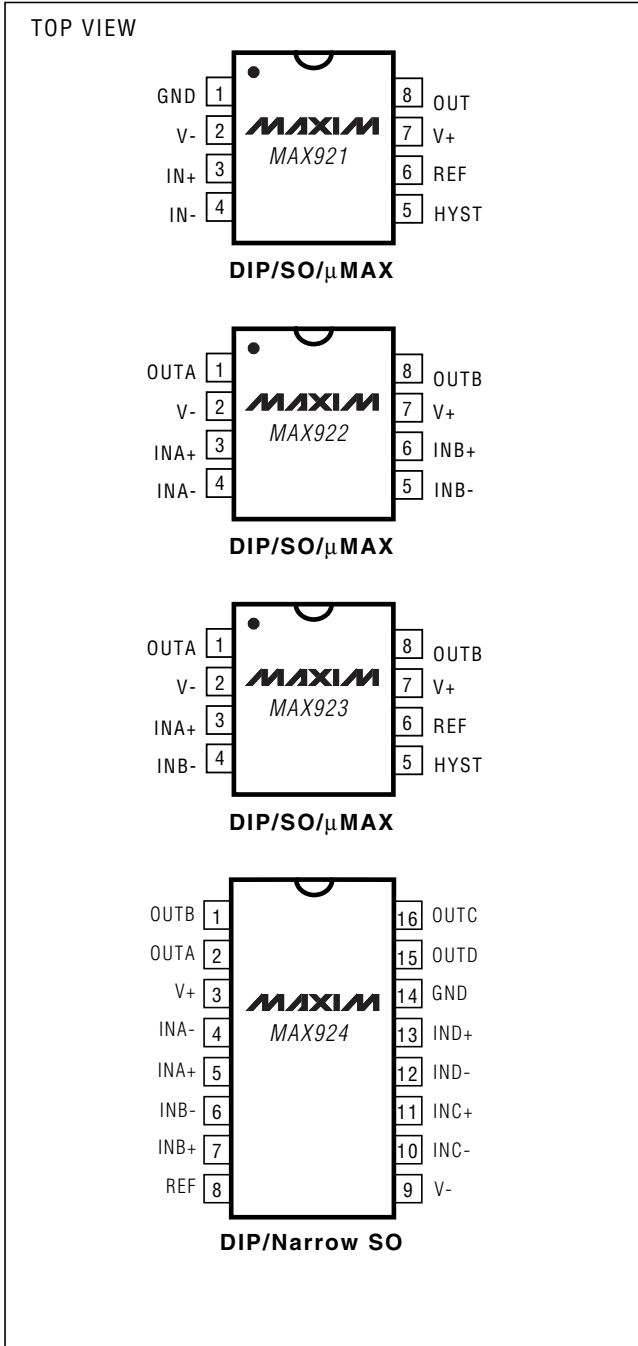 TOP VIEW
GND 1 8 OUT
V- 2 MAXIM 7 V+
IN+ 3 MAX921 6 REF
IN- 4 5 HYST
DIP/SO/µMAX
OUTA 1 8 OUTB
V- 2 MAXIM 7 V+
INA+ 3 MAX922 6 INB+
INA- 4 5 INB-
DIP/SO/µMAX
OUTA 1 8 OUTB
V- 2 MAXIM 7 V+
INA+ 3 MAX923 6 REF
INB- 4 5 HYST
DIP/SO/µMAX
OUTB 1 16 OUTC
OUTA 2 15 OUTD
V+ 3 MAXIM 14 GND
INA- 4 MAX924 13 IND+
INA+ 5 12 IND-
INB- 6 11 INC+
INB+ 7 10 INC-
REF 8 9 V-
DIP/Narrow SO